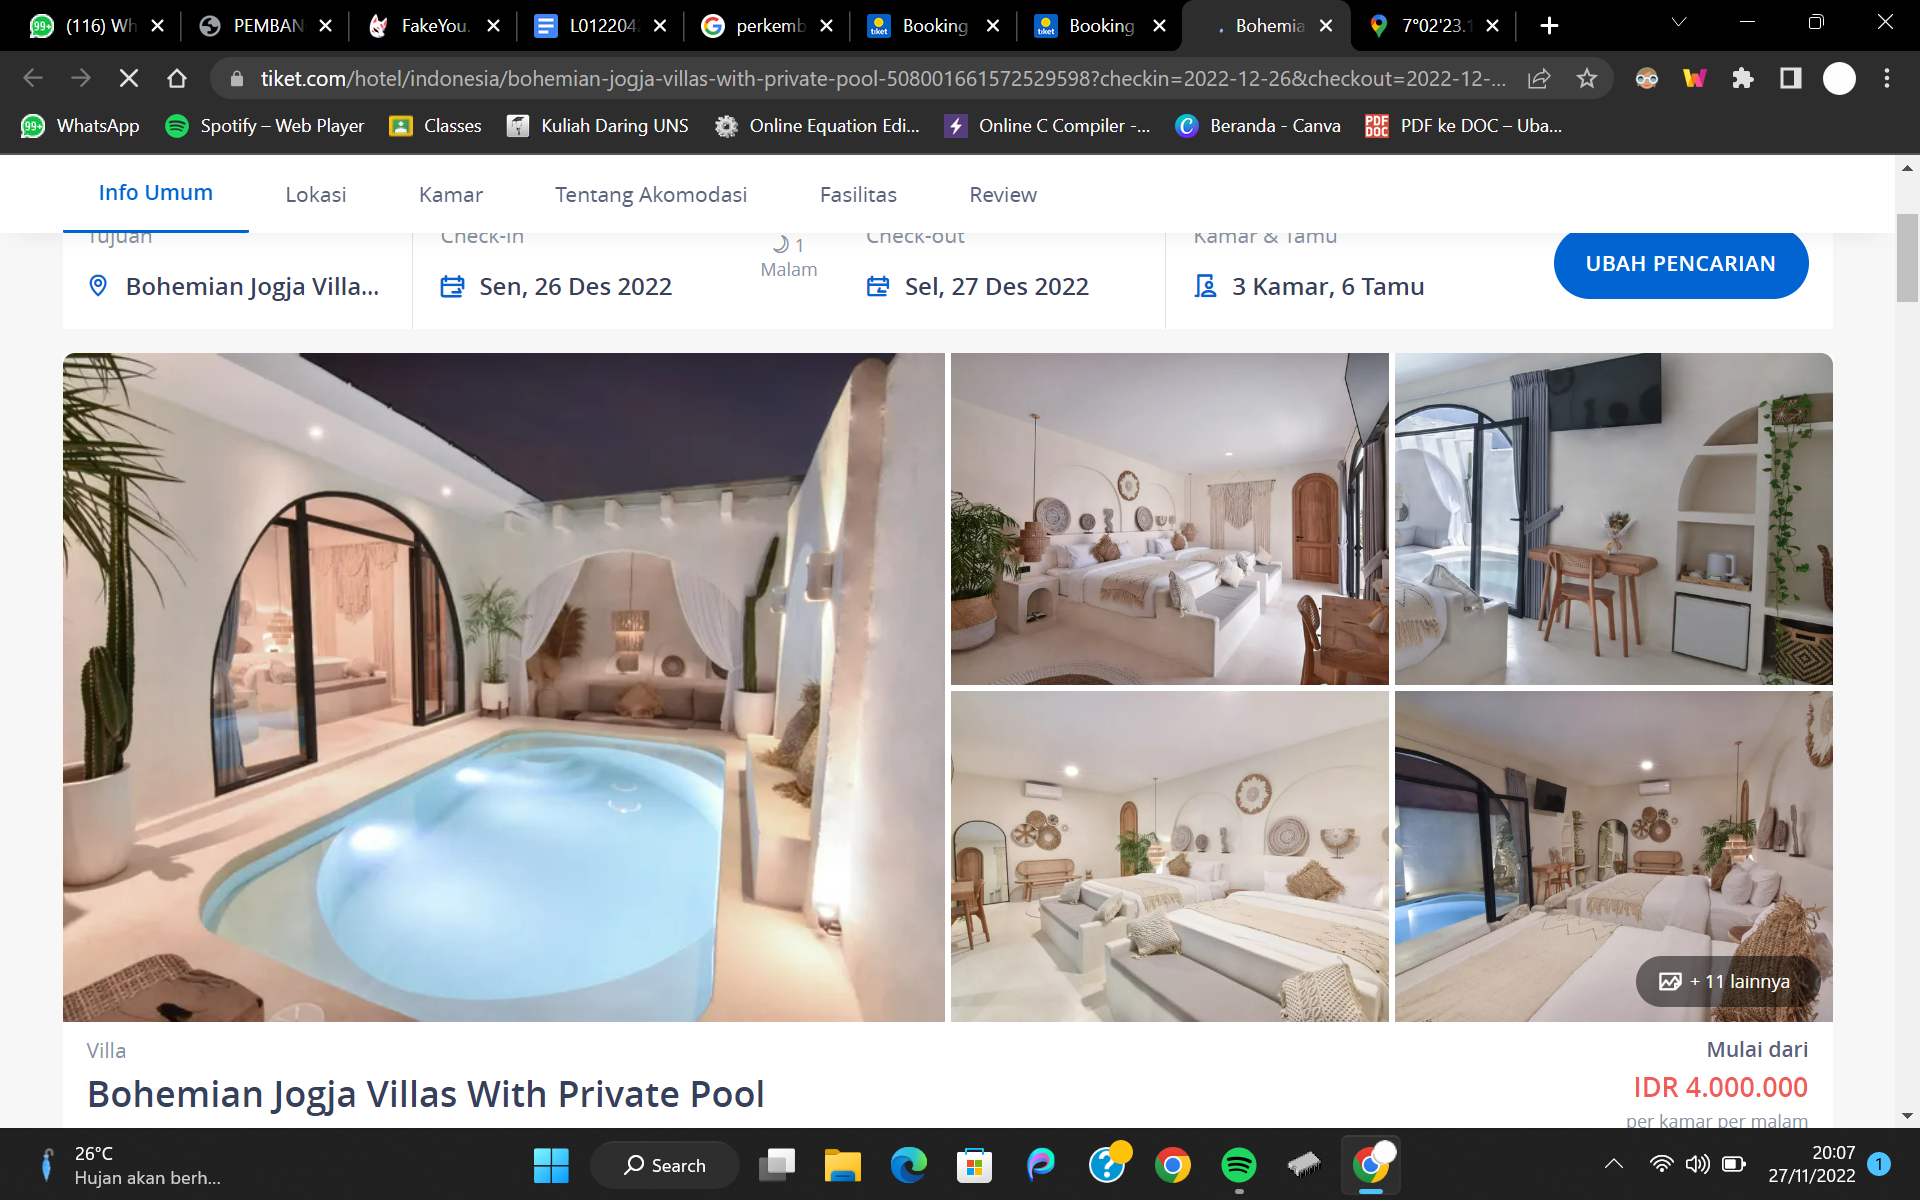 (116) Wh
PEMBAN
FakeYou.
L012204
perkemb
Booking
Booking
Bohemia
7°02'23.1
tiket.com/hotel/indonesia/bohemian-jogja-villas-with-private-pool-508001661572529598?checkin=2022-12-26&checkout=2022-12-...
99+ WhatsApp
Spotify – Web Player
Classes
Kuliah Daring UNS
Online Equation Edi...
Online C Compiler -...
Beranda - Canva
PDF ke DOC – Uba...
Info Umum
Lokasi
Kamar
Tentang Akomodasi
Fasilitas
Review
Tujuan
Check-in
1
Malam
Check-out
Kamar & Tamu
Bohemian Jogja Villa...
Sen, 26 Des 2022
Sel, 27 Des 2022
3 Kamar, 6 Tamu
UBAH PENCARIAN
+ 11 lainnya
Villa
Mulai dari
Bohemian Jogja Villas With Private Pool
IDR 4.000.000
per kamar per malam
26°C
Hujan akan berh...
Search
20:07
27/11/2022
1